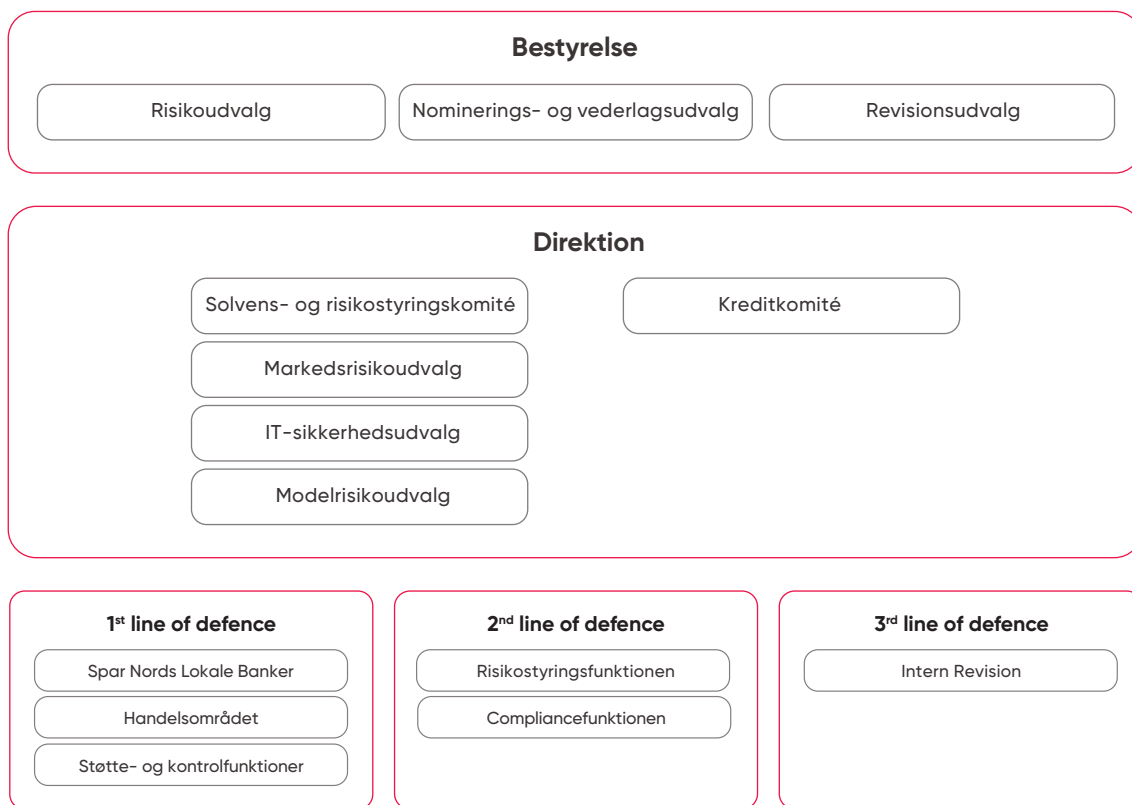 Bestyrelse
Risikoudvalg
Nominerings- og vederlagsudvalg
Revisionsudvalg
Direktion
Solvens- og risikostyringskomité
Kreditkomité
Markedsrisikoudvalg
IT-sikkerhedsudvalg
Modelrisikoudvalg
1st line of defence
Spar Nords Lokale Banker
Handelsområdet
Støtte- og kontrolfunktioner
2nd line of defence
Risikostyringsfunktionen
Compliancefunktionen
3rd line of defence
Intern Revision